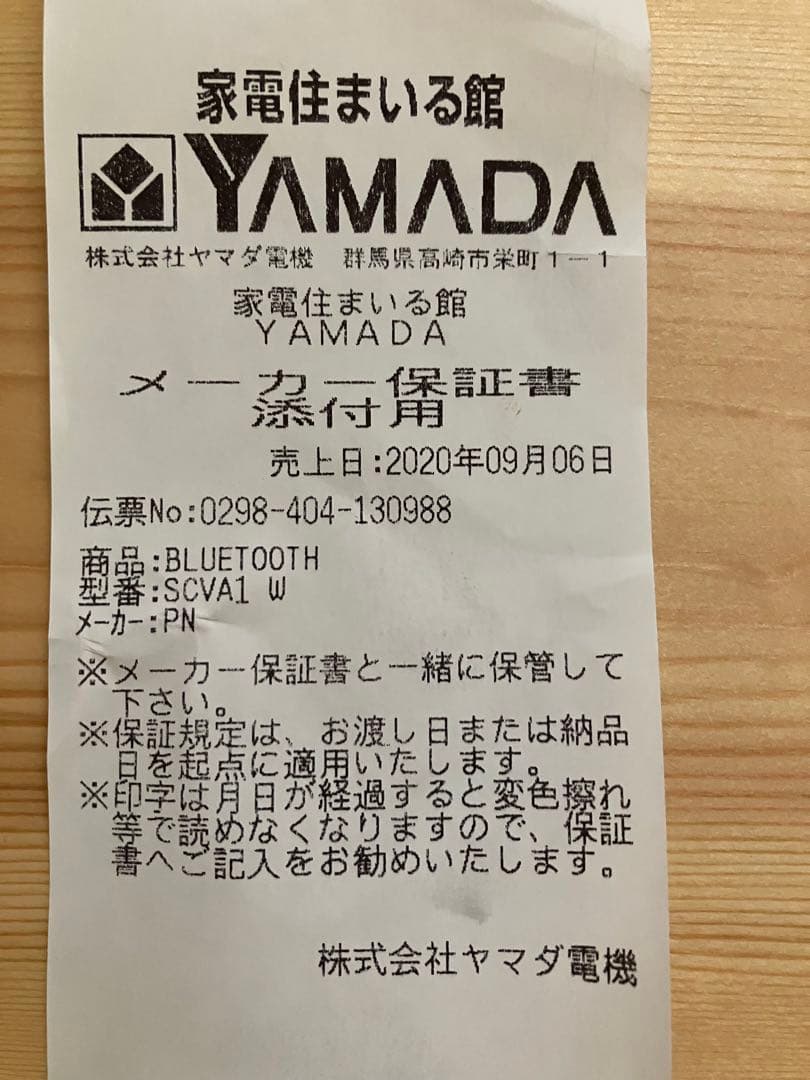 家電住まいる館
YAMADA
株式会社ヤマダ電機 群馬県高崎市栄町1－1
家電住まいる館
YAMADA
メーカー保証書
添付用
売上日:2020年09月06日
伝票No:0298-404-130988
商品:BLUETOOTH
型番:SCVA1 W
ﾒｰｶｰ:PN
※メーカー保証書と一緒に保管して
下さい。
※保証規定は、お渡し日または納品
日を起点に適用いたします。
※印字は月日が経過すると変色擦れ
等で読めなくなりますので、保証
書へご記入をお勧めいたします。
株式会社ヤマダ電機